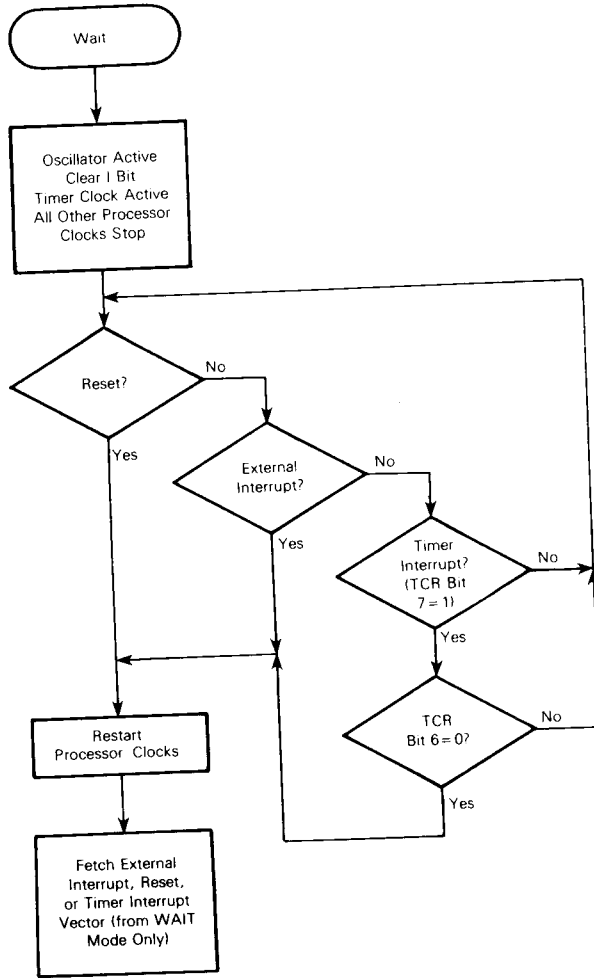 Wait
Oscillator Active
Clear I Bit
Timer Clock Active
All Other Processor
Clocks Stop
Reset?
No
Yes
External
Interrupt?
No
Yes
Timer
Interrupt?
(TCR Bit
7=1)
No
Yes
TCR
Bit 6=0?
No
Yes
Restart
Processor Clocks
Fetch External
Interrupt, Reset,
or Timer Interrupt
Vector (from WAIT
Mode Only)